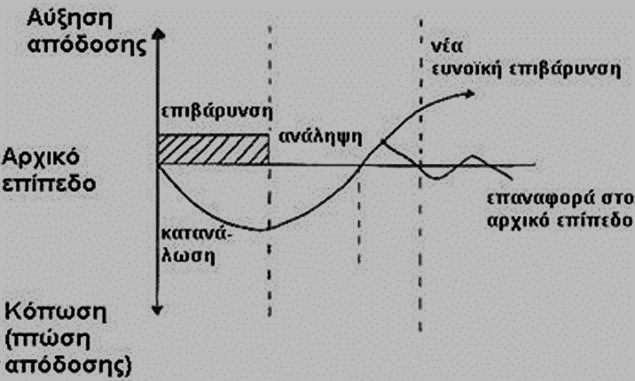 Αύξηση
απόδοσης
νέα
ευνοϊκή επιβάρυνση
επιβάρυνση
ανάληψη
Αρχικό
επίπεδο
επαναφορά στο
αρχικό επίπεδο
κατανά-
λωση
Κόπωση
(πτώση
απόδοσης)